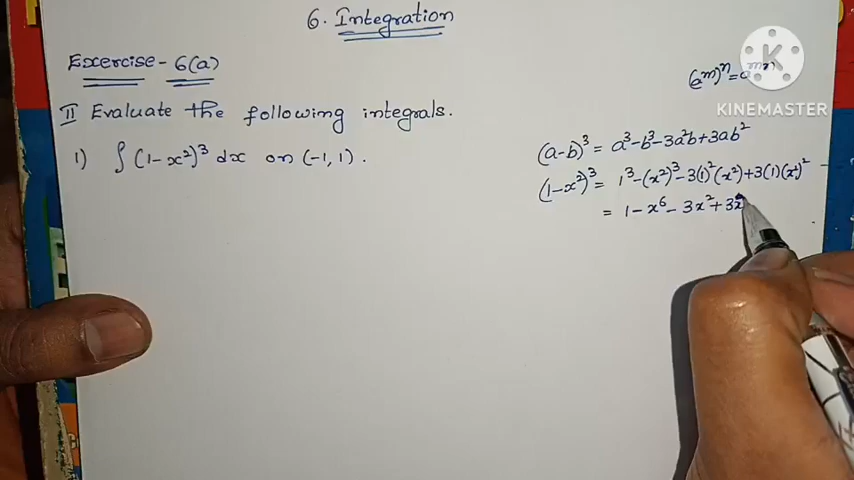 6. Integration
Excercise - 6(a)
II Evaluate the following integrals.
1) ∫ (1-x²)³ dx on (-1, 1).
(aᵐ)ⁿ =
KINEMASTER
(a-b)³ = a³-b³-3a²b+3ab²
(1-x²)³ = 1³-(x²)³-3(1)²(x²)+3(1)(x²)²
= 1-x⁶-3x²+3x